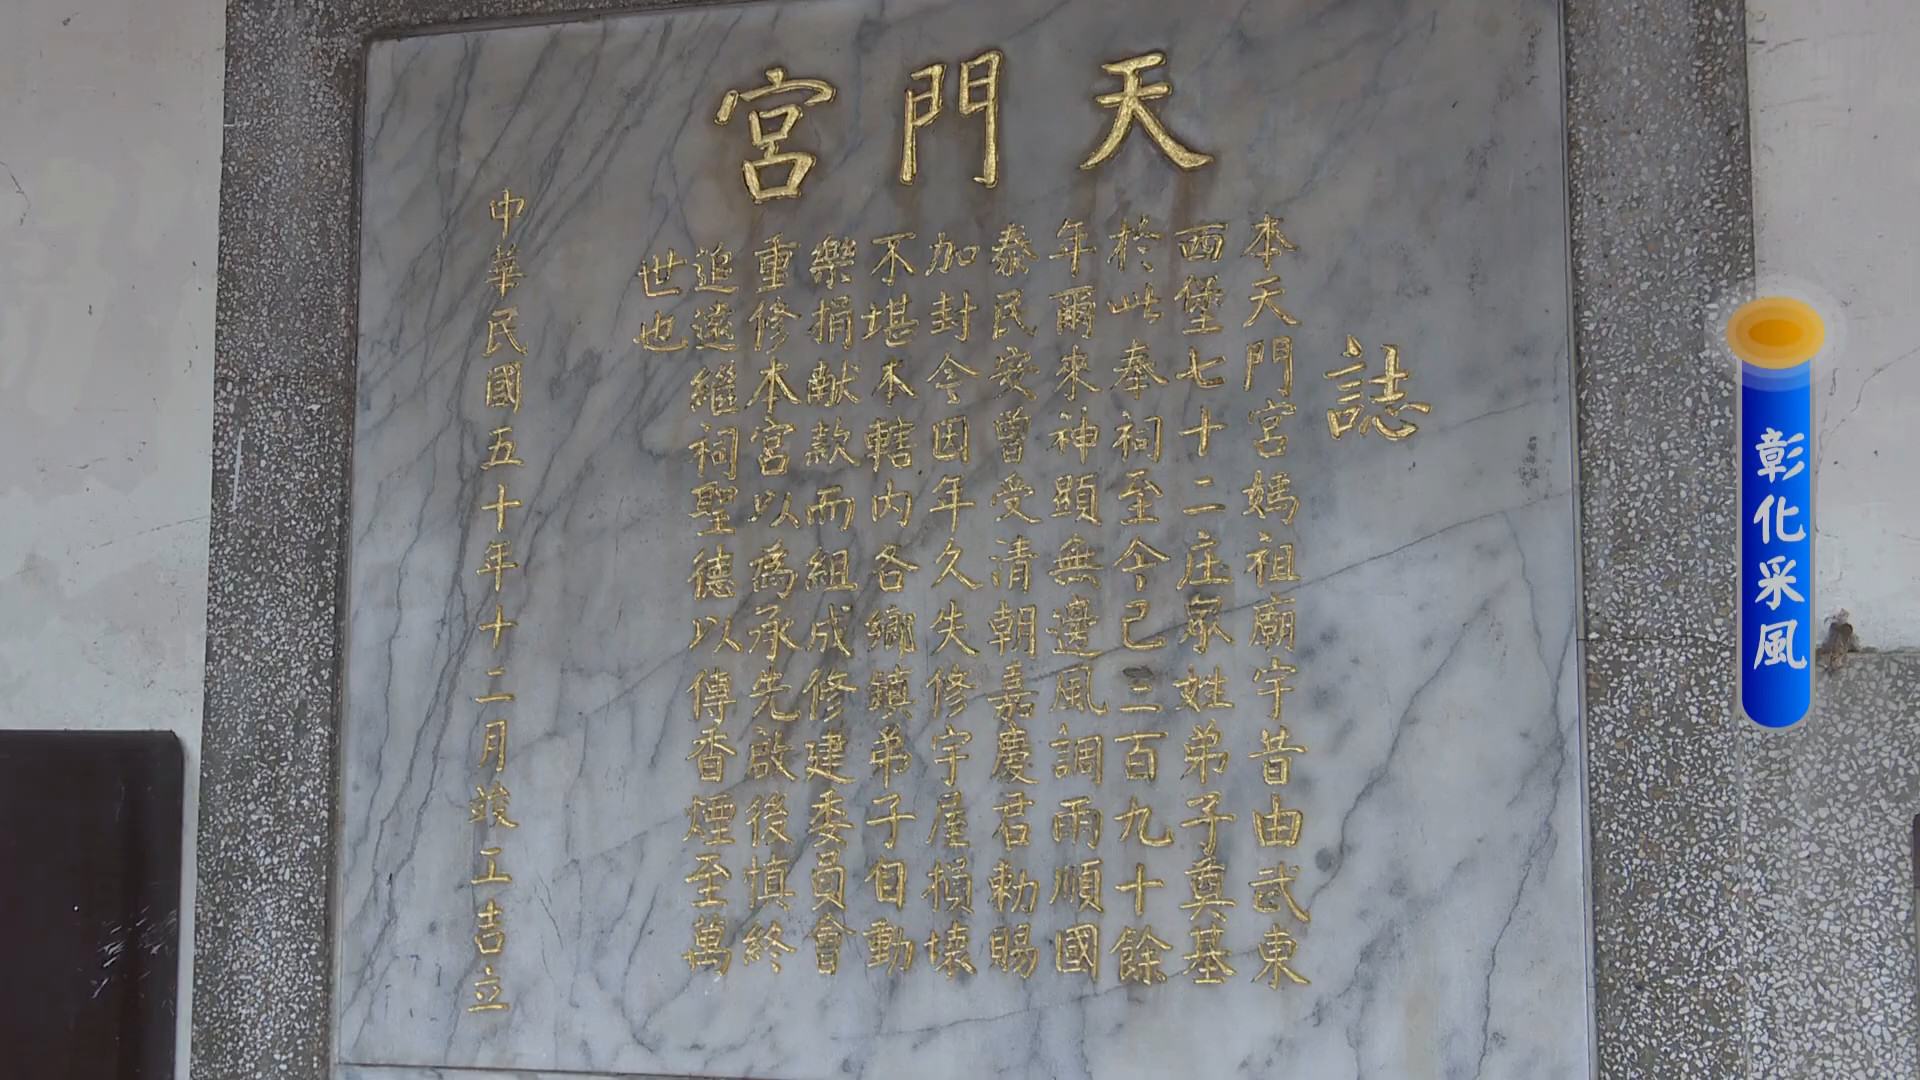 天門宮
誌
本天門宮媽祖廟宇昔由武東
西堡七十二庄眾姓弟子奠基
於此奉祠至今己三百九十餘
年爾來神顕無邊風調雨順國
泰民安曾受清朝嘉慶君勅賜
加封今因年久失修宇屋損壞
不堪本轄內各鄉鎮弟子自動
樂捐献款而組成修建委員會
重修本宮以為承先啟後慎終
追遠繼祠聖德以傳香煙至萬
世也
中華民國五十年十二月竣工吉立
彰化采風